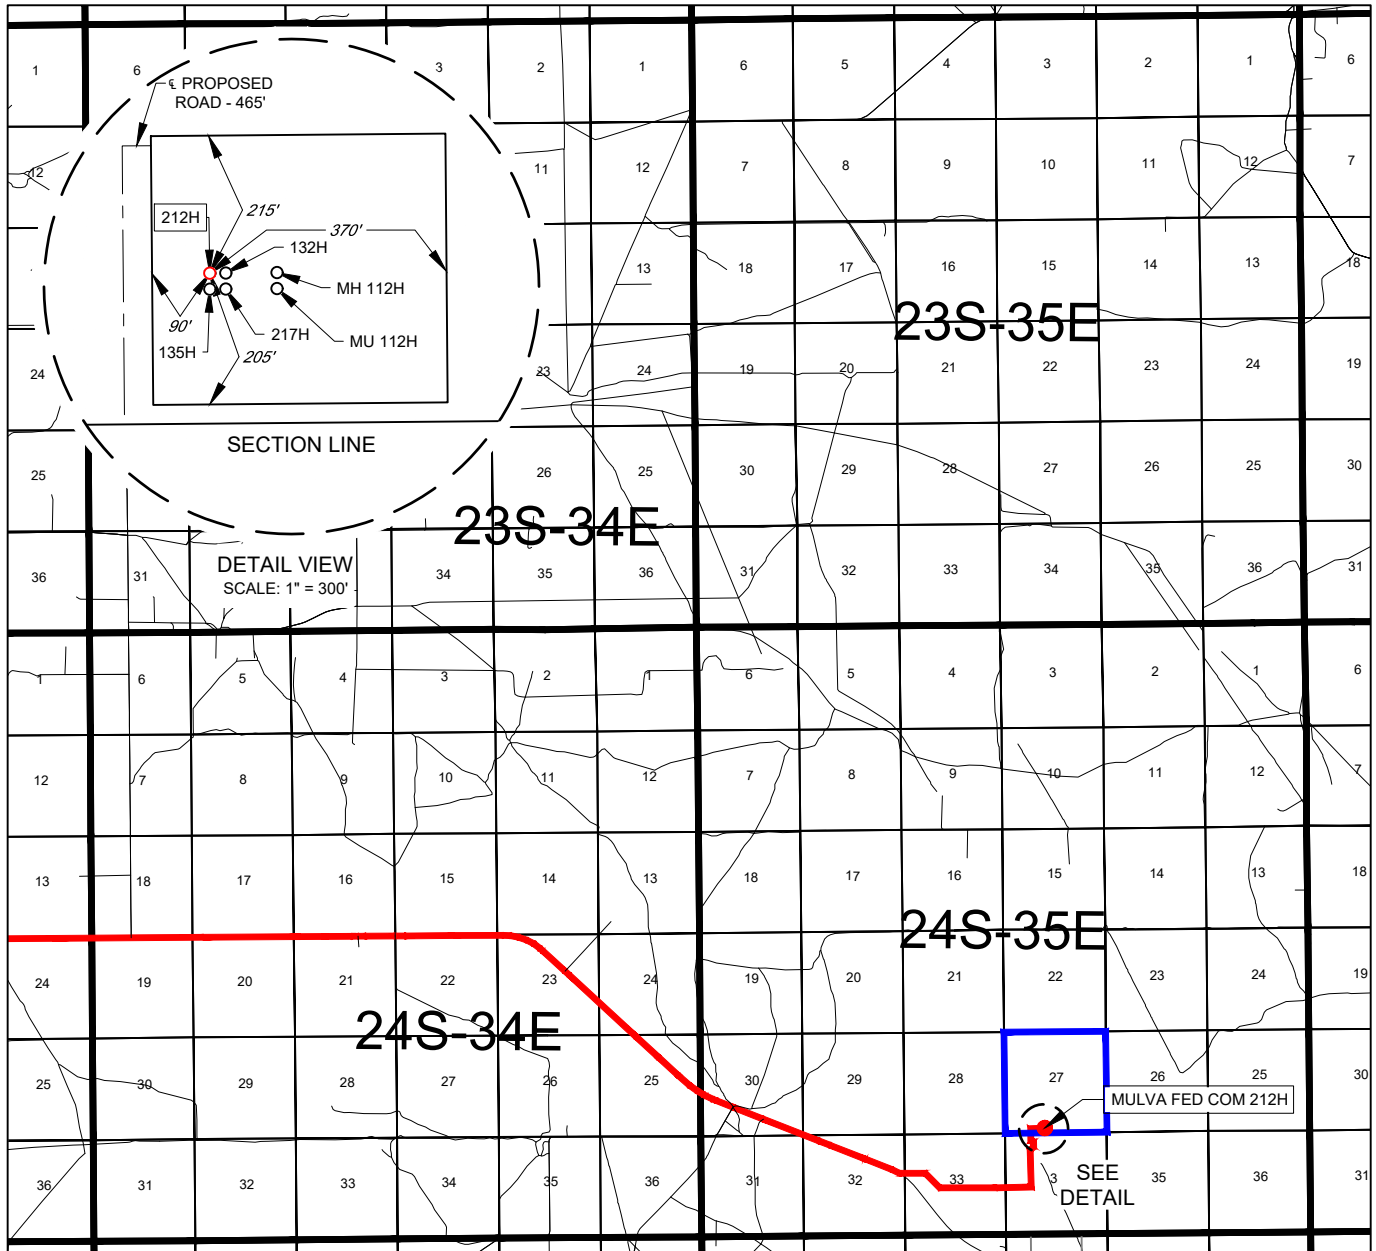 1 6 3 2 1 6 5 4 3 2 1 6
℄ PROPOSED
ROAD - 465'
12 11 12 7 8 9 10 11 12 7
212H
215'
370'
132H
MH 112H
90'
217H
MU 112H
135H
205'
13 18 17 16 15 14 13 18
23S-35E
24 23 24 19 20 21 22 23 24 19
SECTION LINE
25 26 25 30 29 28 27 26 25 30
23S-34E
DETAIL VIEW
SCALE: 1" = 300'
36 31 34 35 36 31 32 33 34 35 36 31
1 6 5 4 3 2 1 6 5 4 3 2 1 6
12 7 8 9 10 11 12 7 8 9 10 11 12 7
13 18 17 16 15 14 13 18 17 16 15 14 13 18
24S-35E
24 19 20 21 22 23 24 19 20 21 22 23 24 19
24S-34E
25 30 29 28 27 26 25 30 29 28 27 26 25 30
MULVA FED COM 212H
36 31 32 33 34 35 36 31 32 33 3 35 36 31
SEE
DETAIL